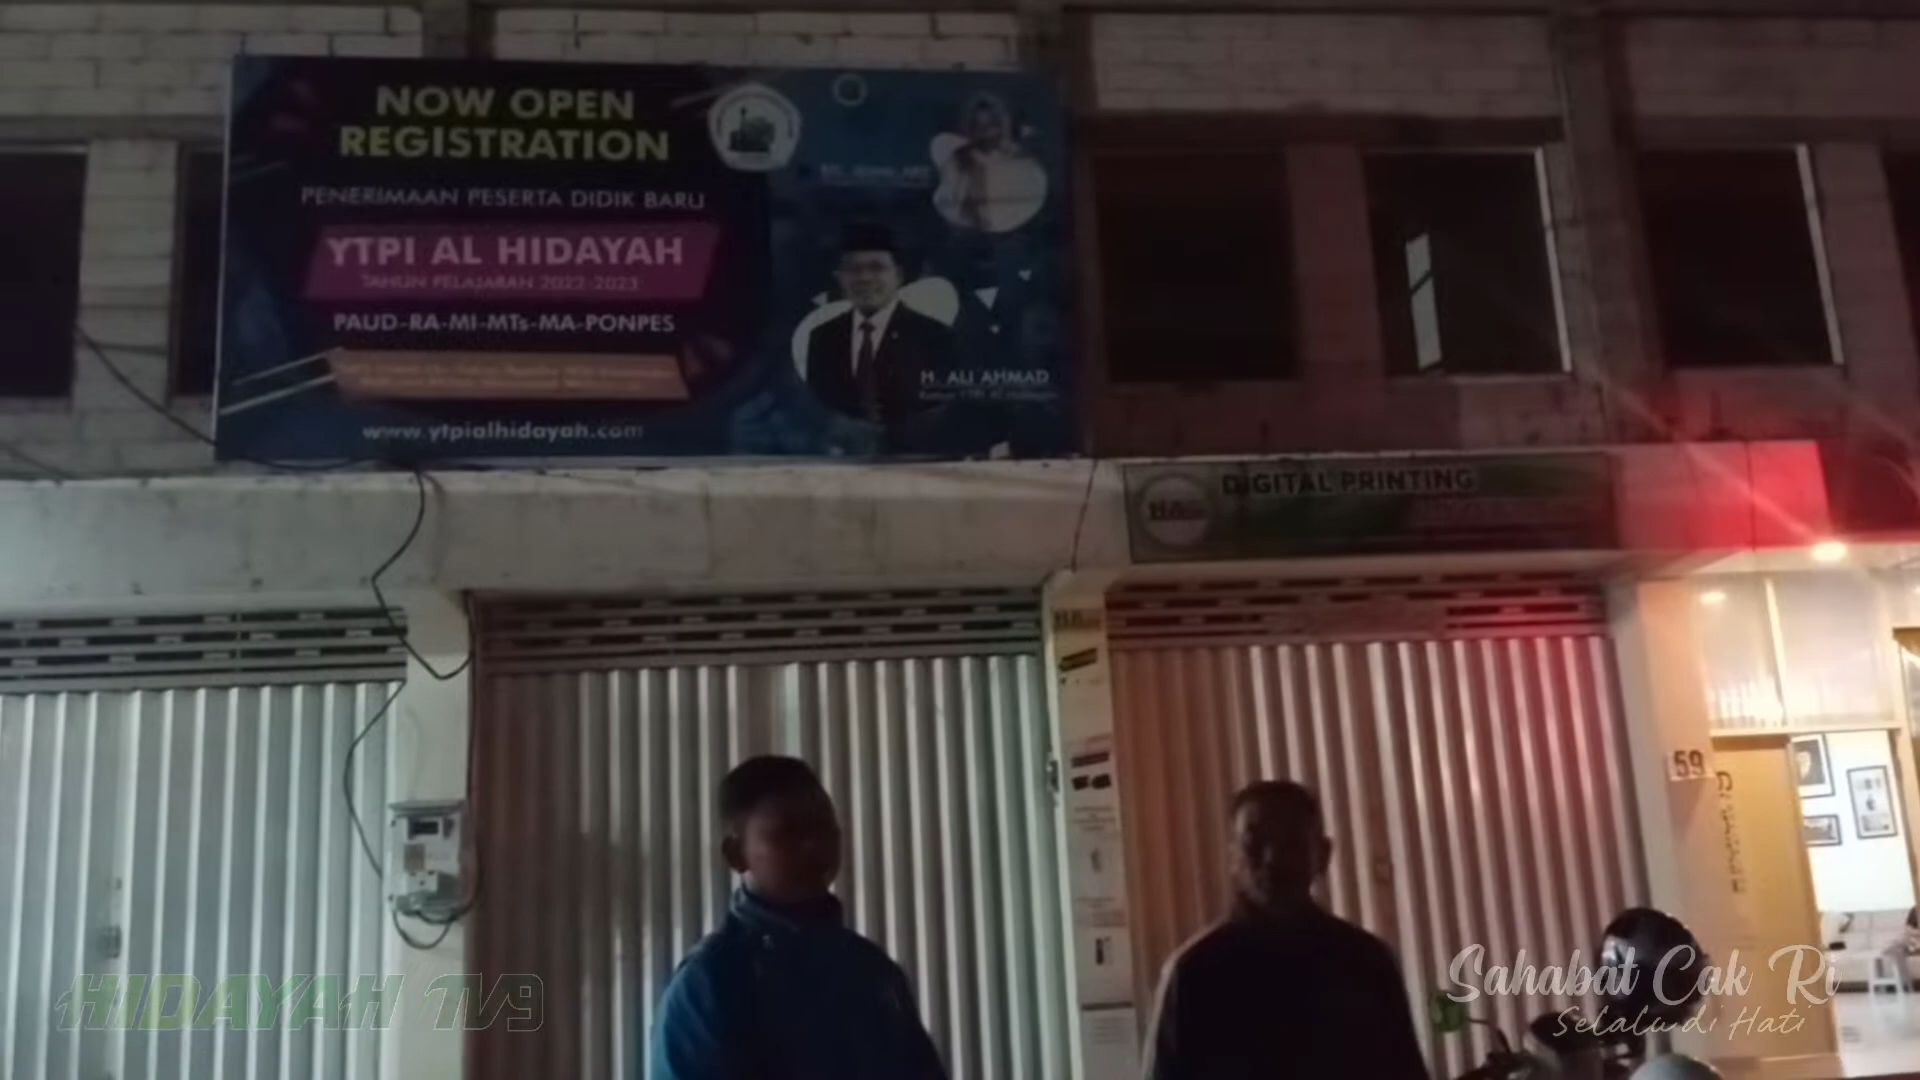 NOW OPEN
REGISTRATION
PENERIMAAN PESERTA DIDIK BARU
YTPI AL HIDAYAH
TAHUN PELAJARAN 2022-2023
PAUD-RA-MI-MTs-MA-PONPES
www.ytpialhidayah.com
H. ALI AHMAD
DIGITAL PRINTING
59
HIDAYAH TV9
Sahabat Cak Ri
Selalu di Hati